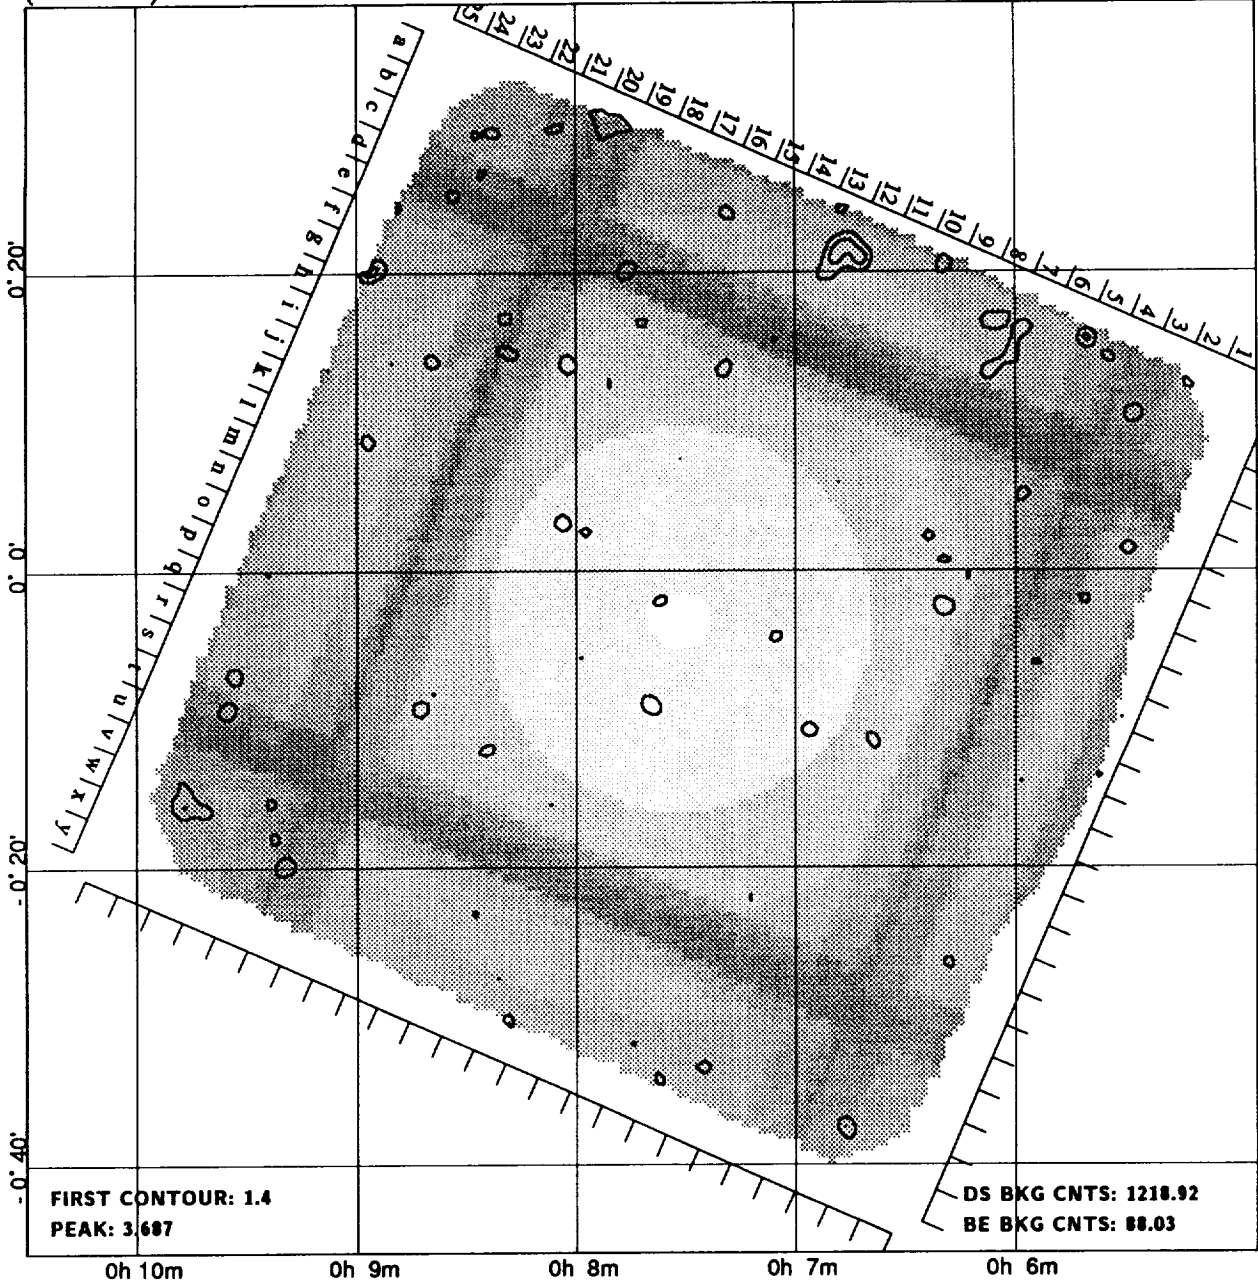 25 24 23 22 21 20 19 18 17 16 15 14 13 12 11 10 9 8 7 6 5 4 3 2 1
a b c d e f g h i j k l m n o p q r s t u v w x y
0° 20'
0° 0'
- 0° 20'
- 0° 40'
FIRST CONTOUR: 1.4
PEAK: 3.687
DS BKG CNTS: 1218.92
BE BKG CNTS: 88.03
0h 10m 0h 9m 0h 8m 0h 7m 0h 6m